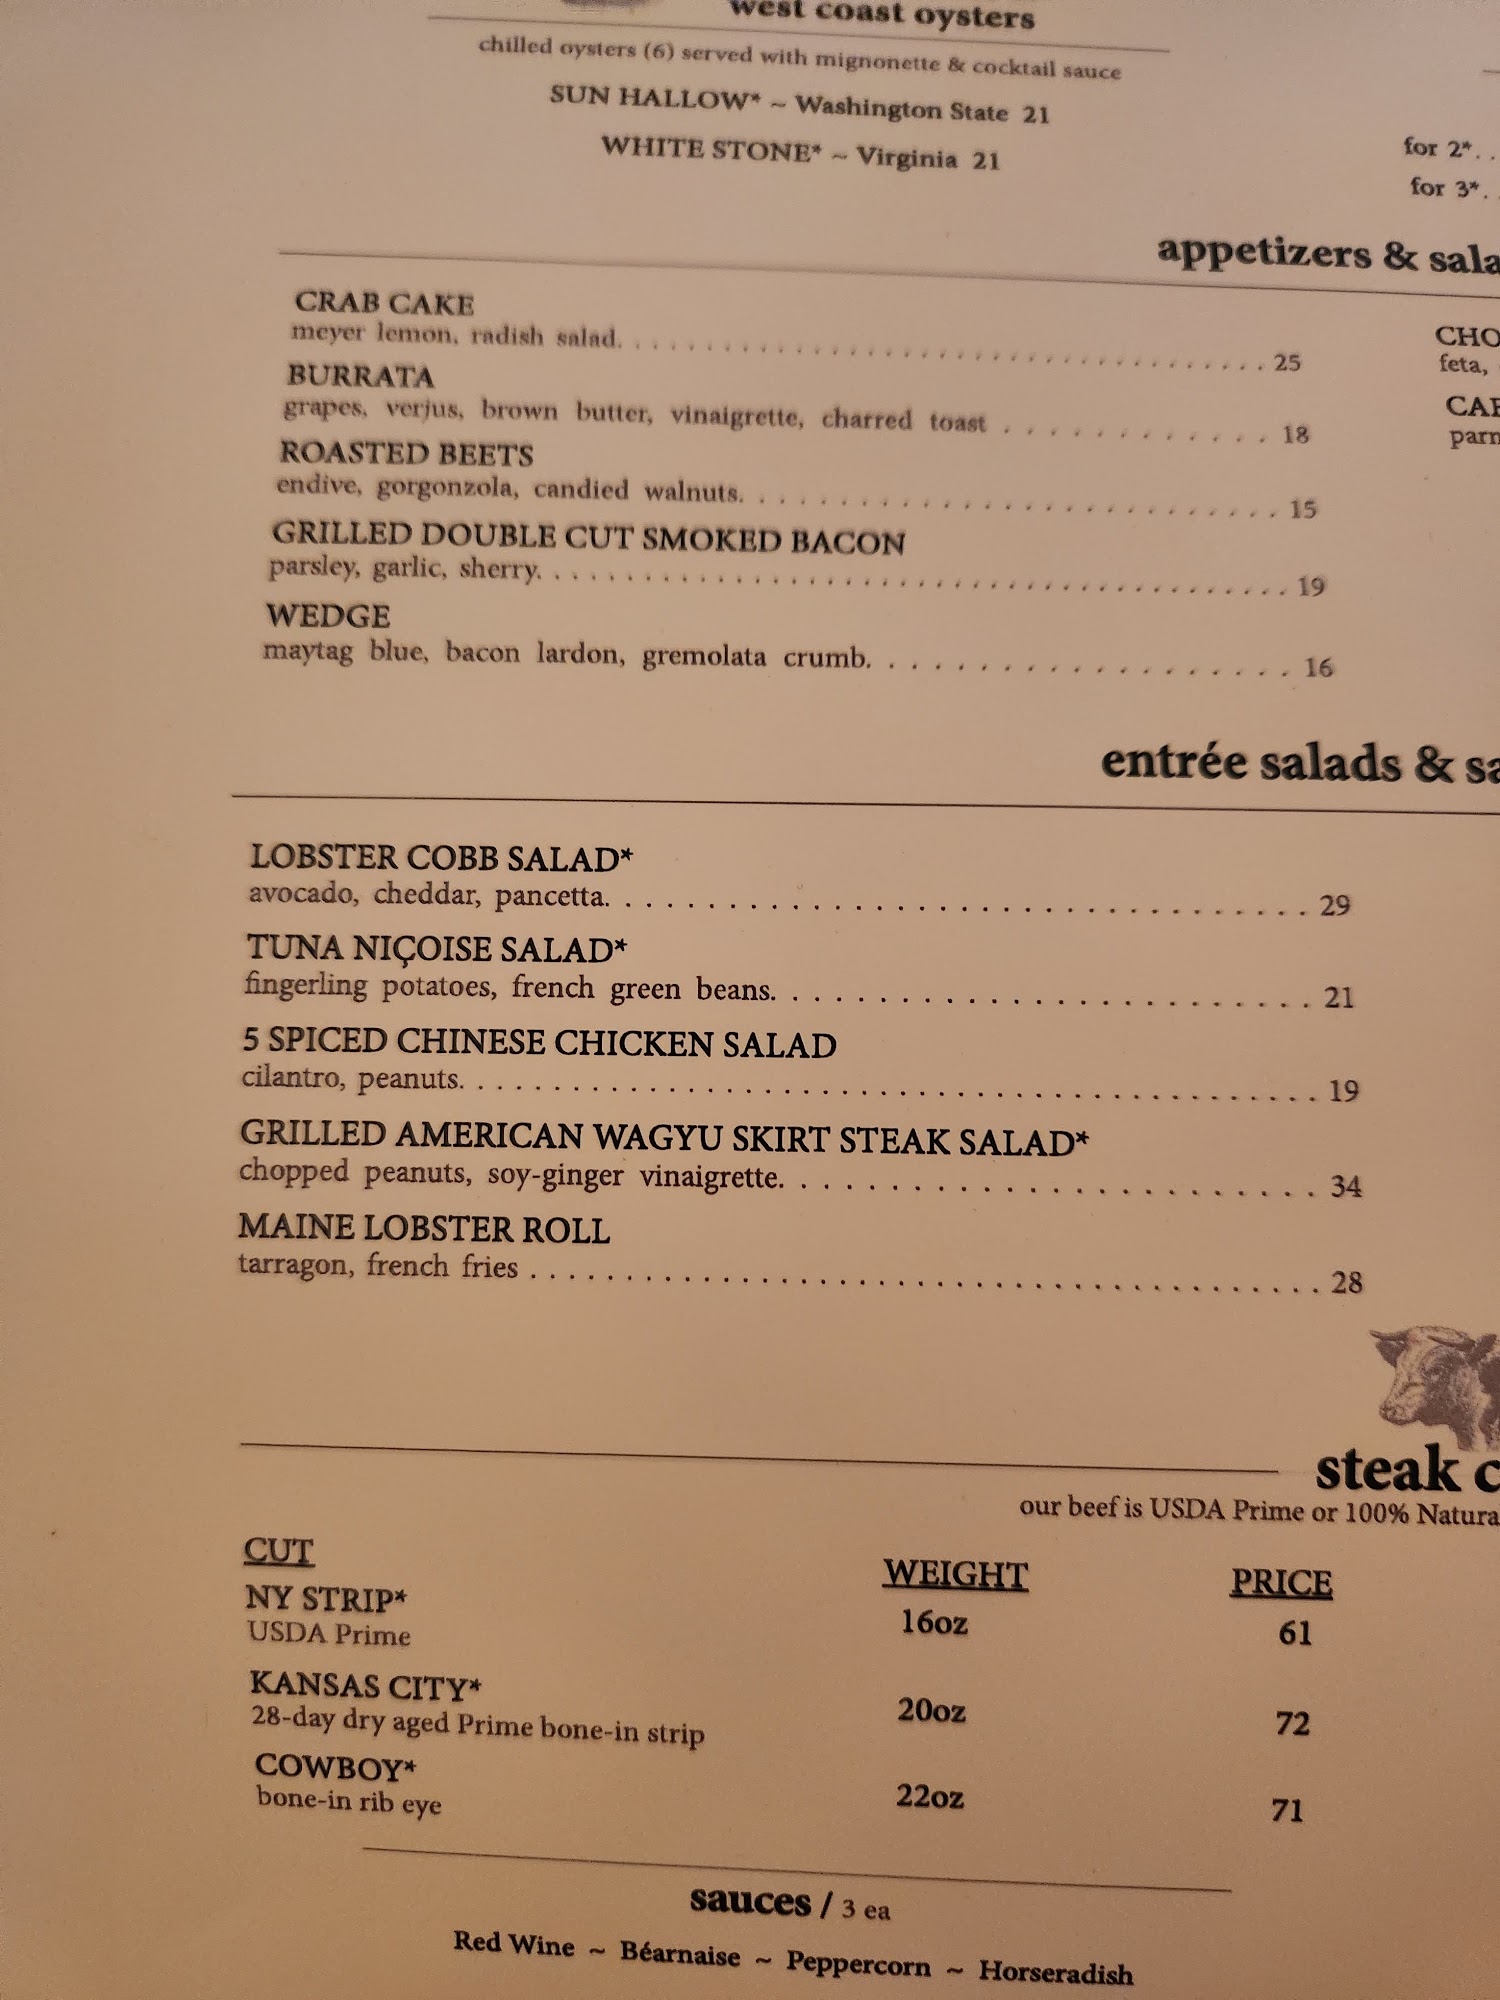 west coast oysters
chilled oysters (6) served with mignonette & cocktail sauce
SUN HALLOW* ~ Washington State 21
WHITE STONE* ~ Virginia 21
for 2*. .
for 3*. .
appetizers & sala
CRAB CAKE
meyer lemon, radish salad. . . . . . . . . . . . . . . . . . . . . . . . . . . . . . . . . . 25
BURRATA
grapes, verjus, brown butter, vinaigrette, charred toast . . . . . . . . . . . . . 18
ROASTED BEETS
endive, gorgonzola, candied walnuts. . . . . . . . . . . . . . . . . . . . . . . . . . . 15
GRILLED DOUBLE CUT SMOKED BACON
parsley, garlic, sherry. . . . . . . . . . . . . . . . . . . . . . . . . . . . . . . . . . . . . 19
WEDGE
maytag blue, bacon lardon, gremolata crumb. . . . . . . . . . . . . . . . . . . . 16
CHO
feta,
CAE
parm
entrée salads & sa
LOBSTER COBB SALAD*
avocado, cheddar, pancetta. . . . . . . . . . . . . . . . . . . . . . . . . . . . . . 29
TUNA NIÇOISE SALAD*
fingerling potatoes, french green beans. . . . . . . . . . . . . . . . . . . . . . . 21
5 SPICED CHINESE CHICKEN SALAD
cilantro, peanuts. . . . . . . . . . . . . . . . . . . . . . . . . . . . . . . . . . . . . . . 19
GRILLED AMERICAN WAGYU SKIRT STEAK SALAD*
chopped peanuts, soy-ginger vinaigrette. . . . . . . . . . . . . . . . . . . . . . 34
MAINE LOBSTER ROLL
tarragon, french fries . . . . . . . . . . . . . . . . . . . . . . . . . . . . . . . . . . 28
steak c
our beef is USDA Prime or 100% Natura
CUT WEIGHT PRICE
NY STRIP* 16oz 61
USDA Prime
KANSAS CITY* 20oz 72
28-day dry aged Prime bone-in strip
COWBOY* 22oz 71
bone-in rib eye
sauces / 3 ea
Red Wine ~ Béarnaise ~ Peppercorn ~ Horseradish